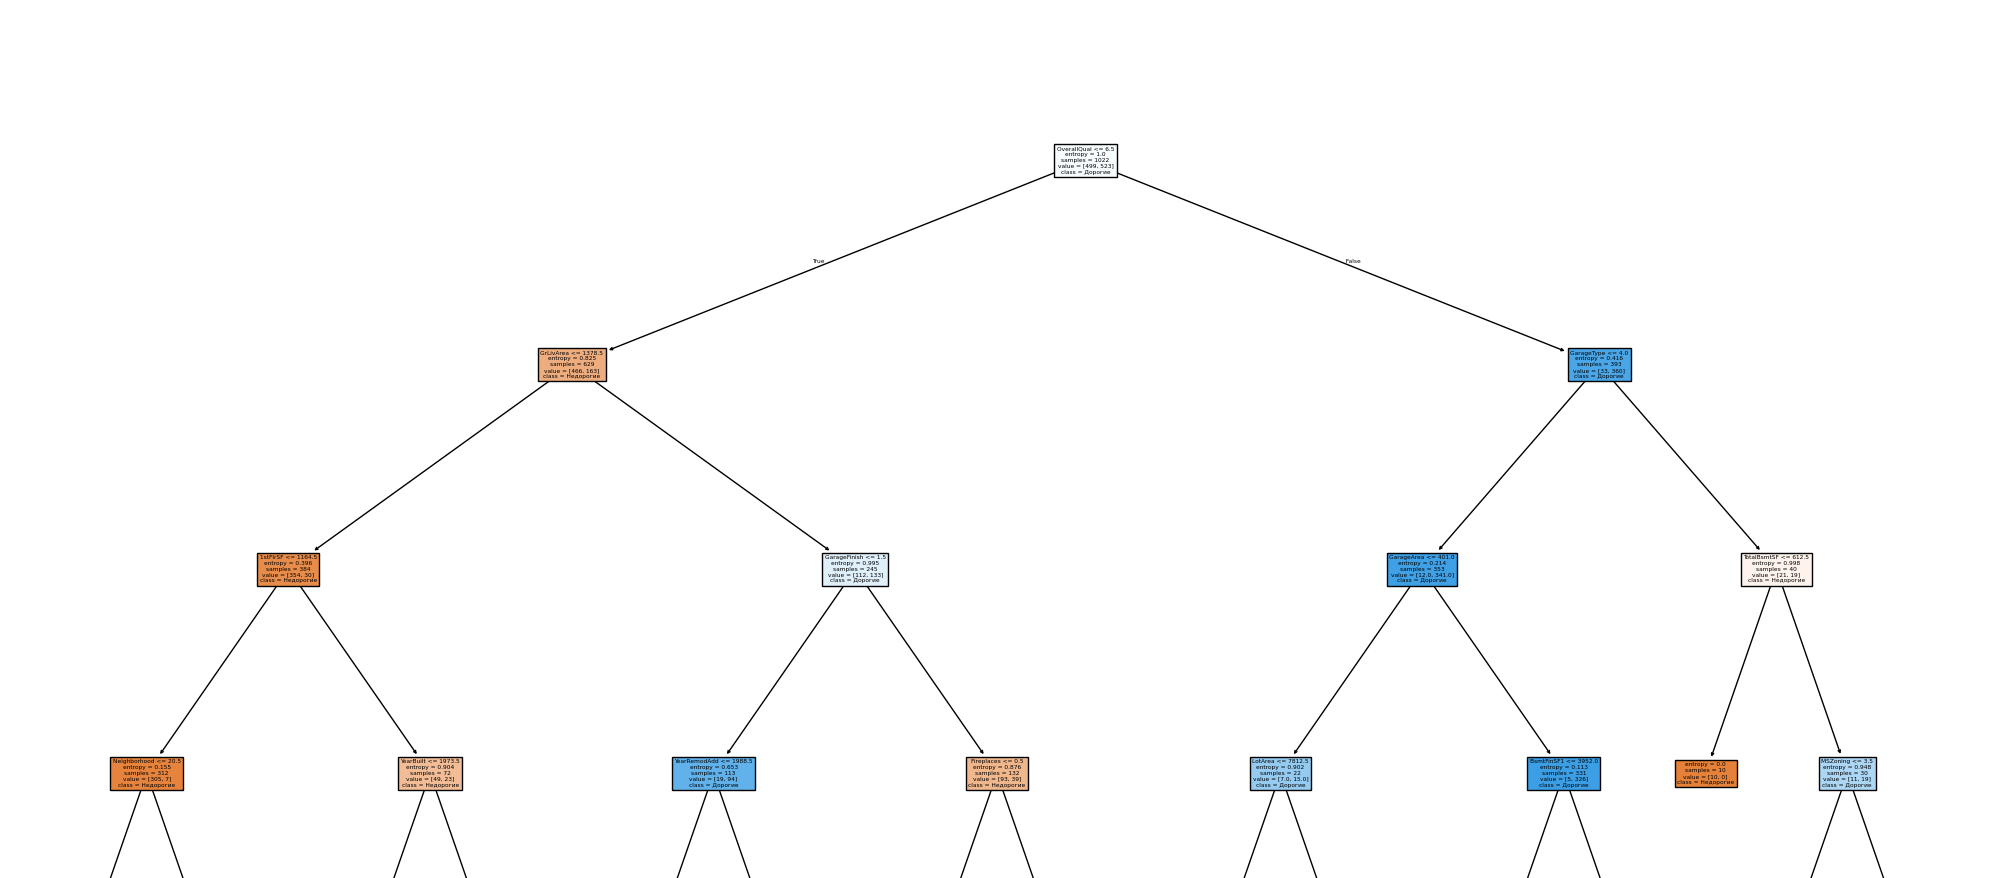 OverallQual <= 6.5
entropy = 1.0
samples = 1022
value = [499, 523]
class = Дорогие
True
False
GrLivArea <= 1378.5
entropy = 0.825
samples = 629
value = [466, 163]
class = Недорогие
GarageType <= 4.0
entropy = 0.416
samples = 393
value = [33, 360]
class = Дорогие
1stFlrSF <= 1164.5
entropy = 0.396
samples = 384
value = [354, 30]
class = Недорогие
GarageFinish <= 1.5
entropy = 0.995
samples = 245
value = [112, 133]
class = Дорогие
GarageArea <= 401.0
entropy = 0.214
samples = 353
value = [12.0, 341.0]
class = Дорогие
TotalBsmtSF <= 612.5
entropy = 0.998
samples = 40
value = [21, 19]
class = Недорогие
Neighborhood <= 20.5
entropy = 0.155
samples = 312
value = [305, 7]
class = Недорогие
YearBuilt <= 1973.5
entropy = 0.904
samples = 72
value = [49, 23]
class = Недорогие
YearRemodAdd <= 1988.5
entropy = 0.653
samples = 113
value = [19, 94]
class = Дорогие
Fireplaces <= 0.5
entropy = 0.876
samples = 132
value = [93, 39]
class = Недорогие
LotArea <= 7812.5
entropy = 0.902
samples = 22
value = [7.0, 15.0]
class = Дорогие
BsmtFinSF1 <= 3952.0
entropy = 0.113
samples = 331
value = [5, 326]
class = Дорогие
entropy = 0.0
samples = 10
value = [10, 0]
class = Недорогие
MSZoning <= 3.5
entropy = 0.948
samples = 30
value = [11, 19]
class = Дорогие